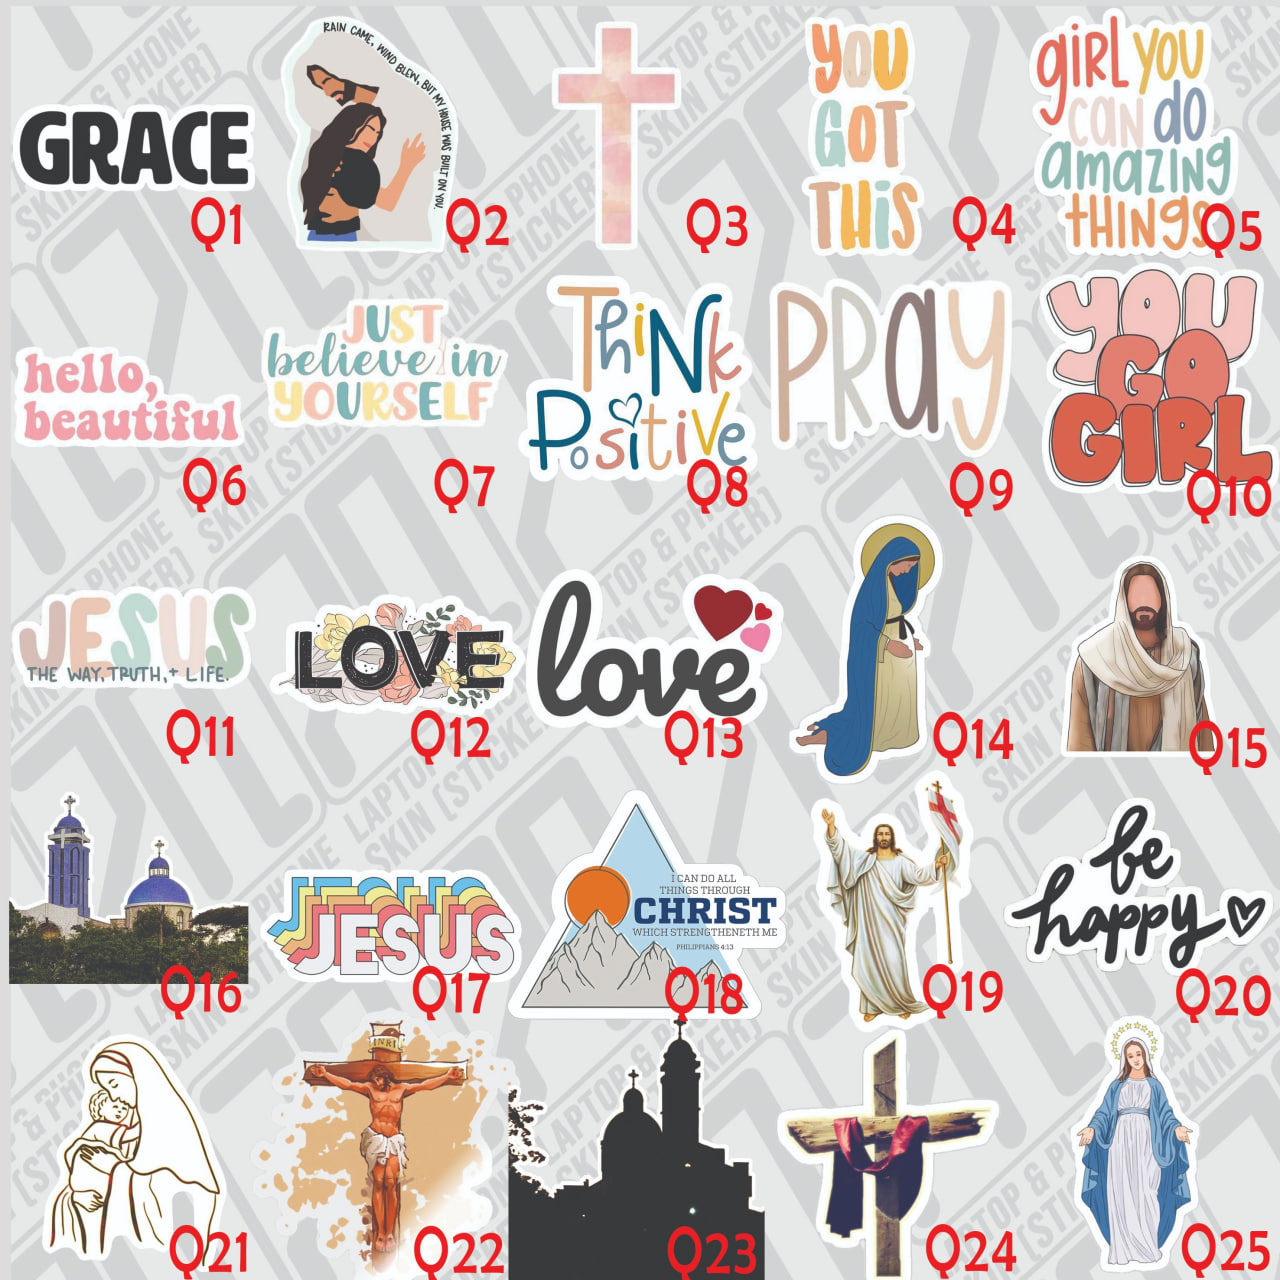 GRACE
Q1
RAIN CAME, WIND BLEW, BUT MY HOUSE WAS BUILT ON YOU.
Q2
Q3
YOU
GOT
THIS
Q4
girl you
can do
amazing
things
Q5
hello,
beautiful
Q6
JUST
believe in
YOURSELF
Q7
Think
Positive
Q8
PRay
Q9
YOU
GO
GIRL
Q10
JESUS
THE WAY, TRUTH, + LIFE.
Q11
LOVE
Q12
love
Q13
Q14
Q15
Q16
JESUS
Q17
I CAN DO ALL
THINGS THROUGH
CHRIST
WHICH STRENGTHENETH ME
PHILIPPIANS 4:13
Q18
Q19
be
happy
Q20
Q21
INRI
Q22
Q23
Q24
Q25
LAPTOP & PHONE
SKIN [STICKER]